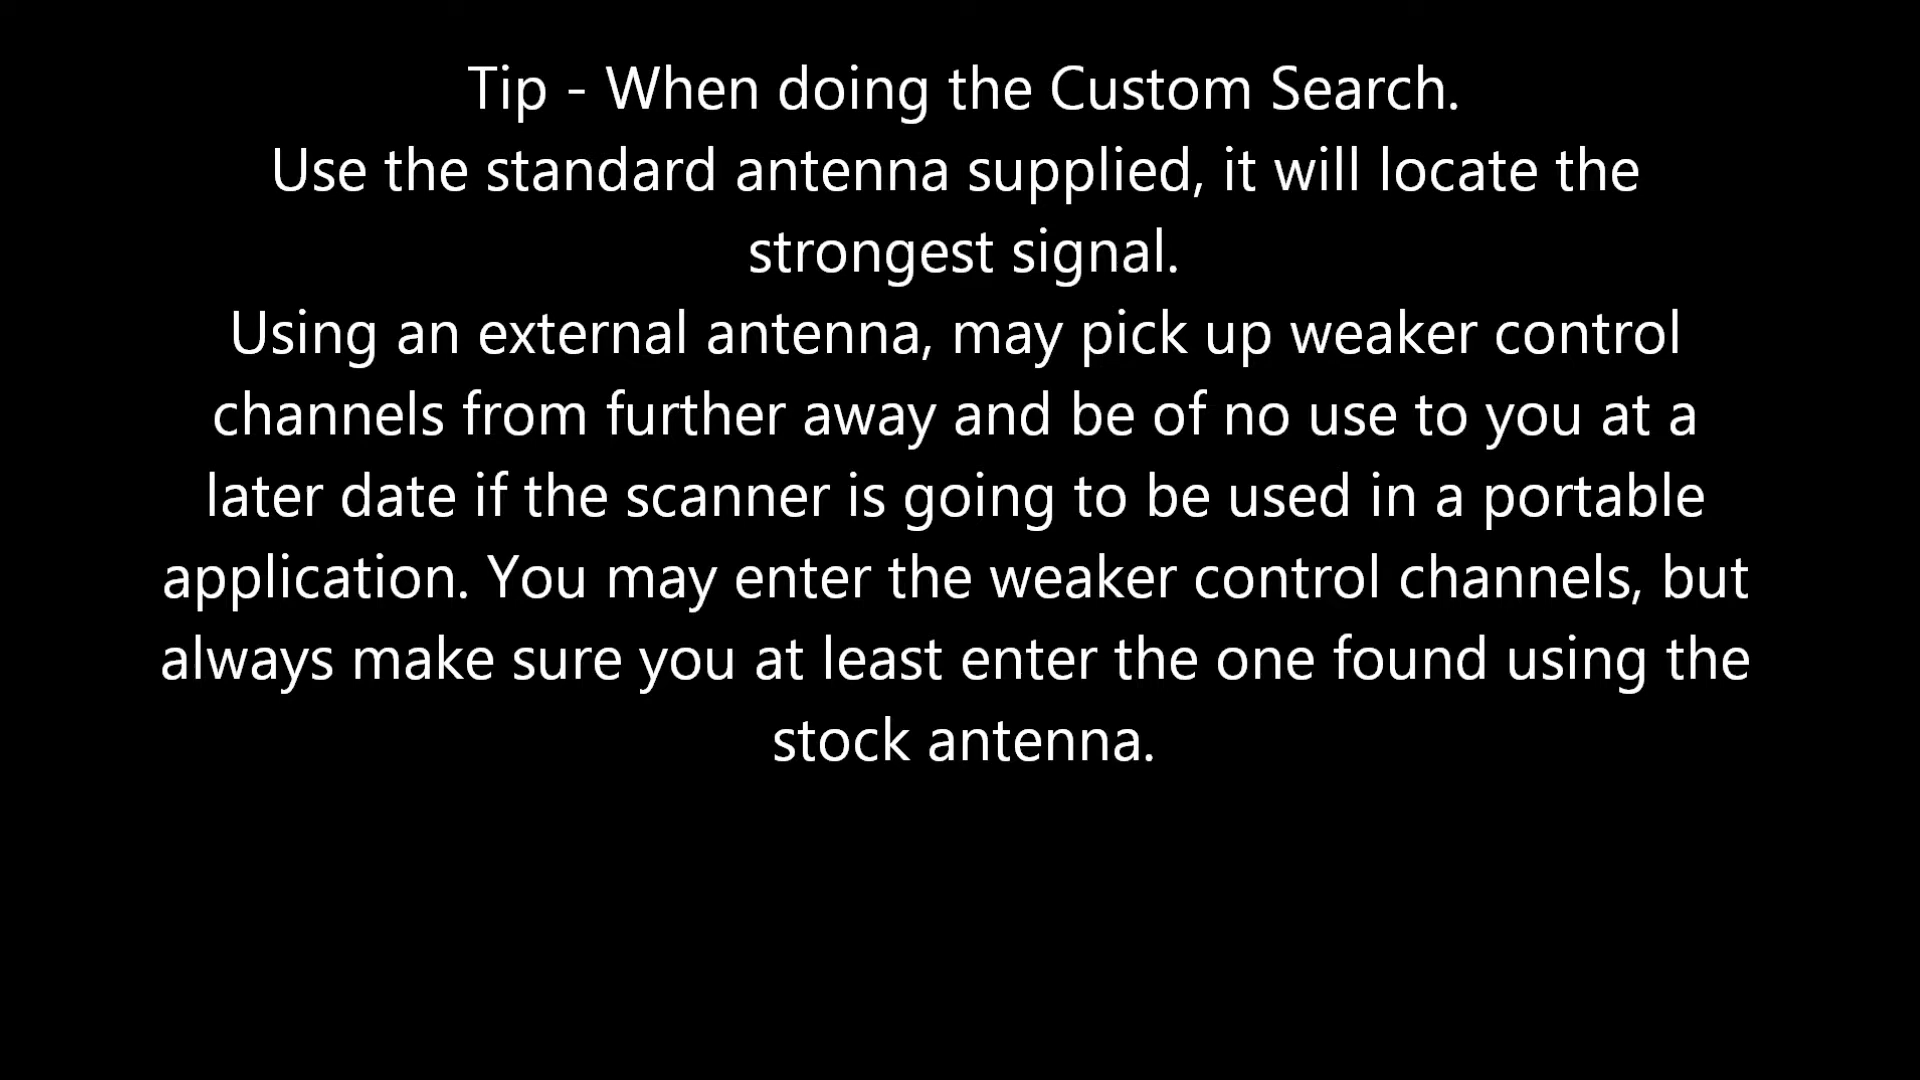 Tip - When doing the Custom Search.
Use the standard antenna supplied, it will locate the
strongest signal.
Using an external antenna, may pick up weaker control
channels from further away and be of no use to you at a
later date if the scanner is going to be used in a portable
application. You may enter the weaker control channels, but
always make sure you at least enter the one found using the
stock antenna.